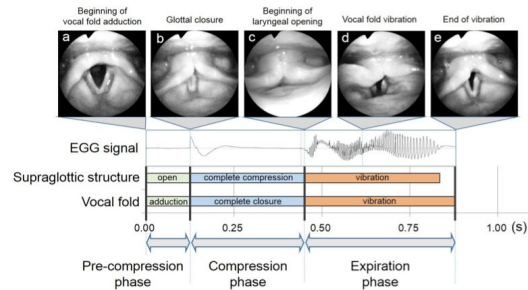 Beginning of
vocal fold adduction
Glottal closure
Beginning of
laryngeal opening
Vocal fold vibration
End of vibration
a
b
c
d
e
EGG signal
Supraglottic structure
open
complete compression
vibration
Vocal fold
adduction
complete closure
vibration
0.00
0.25
0.50
0.75
1.00 (s)
Pre-compression
phase
Compression
phase
Expiration
phase